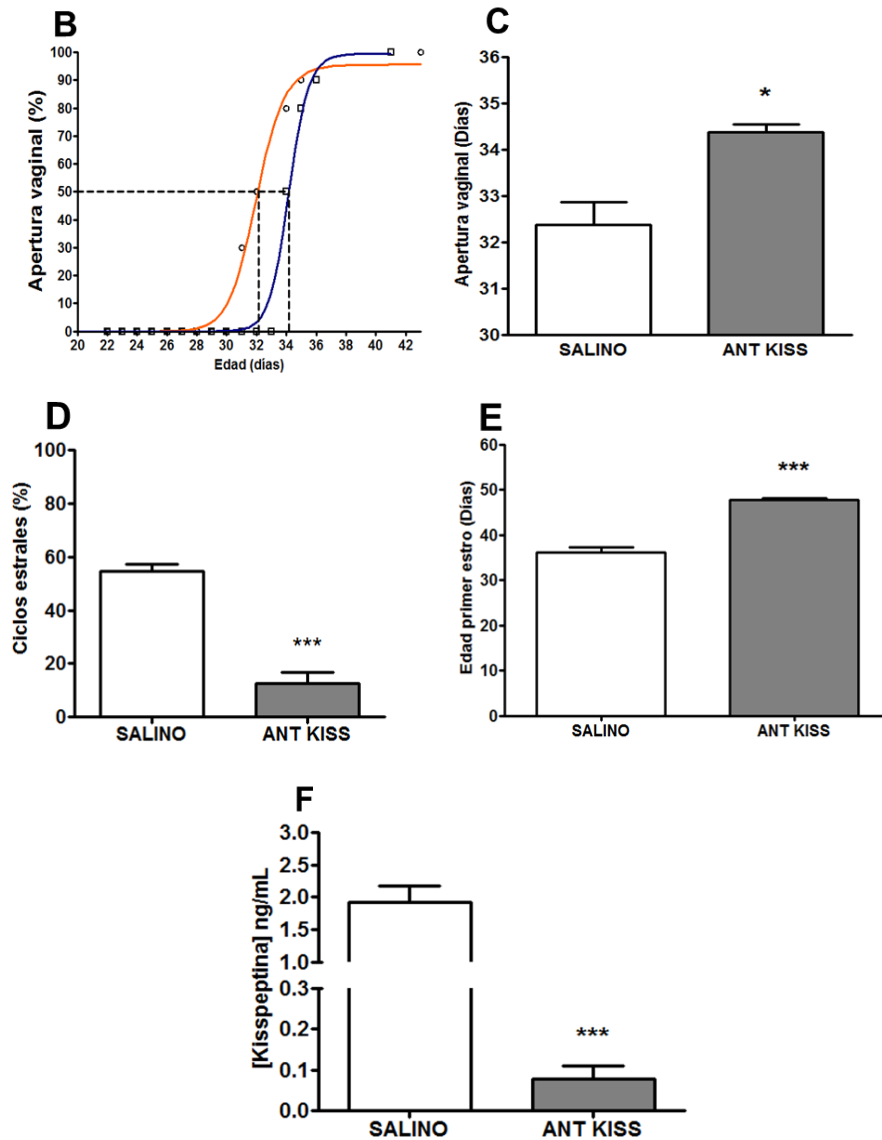 B
Apertura vaginal (%)
100
90
80
70
60
50
40
30
20
10
0
20 22 24 26 28 30 32 34 36 38 40 42
Edad (días)
C
Apertura vaginal (Días)
36
35
34
33
32
31
30
*
SALINO ANT KISS
D
Ciclos estrales (%)
100
80
60
40
20
0
***
SALINO ANT KISS
E
Edad primer estro (Días)
60
50
40
30
20
10
0
***
SALINO ANT KISS
F
[Kisspeptina] ng/mL
3.0
2.5
2.0
1.5
1.0
0.3
0.2
0.1
0.0
***
SALINO ANT KISS